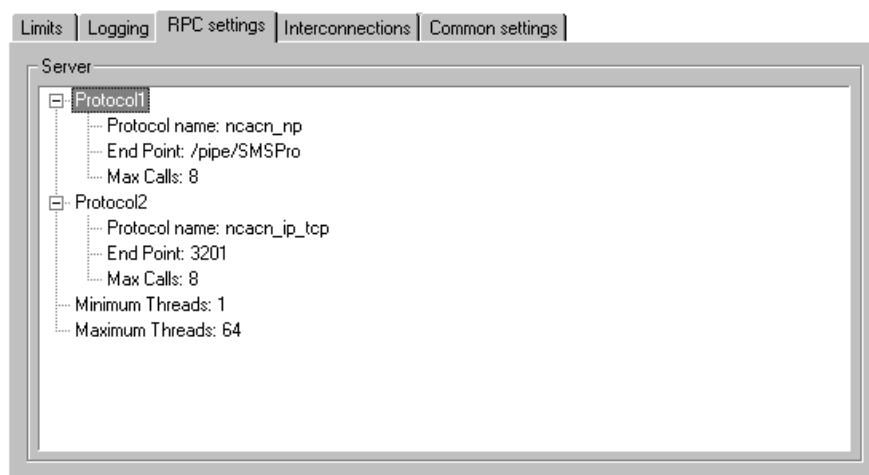 Limits Logging RPC settings Interconnections Common settings
Server
Protocol1
Protocol name: ncacn_np
End Point: /pipe/SMSPro
Max Calls: 8
Protocol2
Protocol name: ncacn_ip_tcp
End Point: 3201
Max Calls: 8
Minimum Threads: 1
Maximum Threads: 64